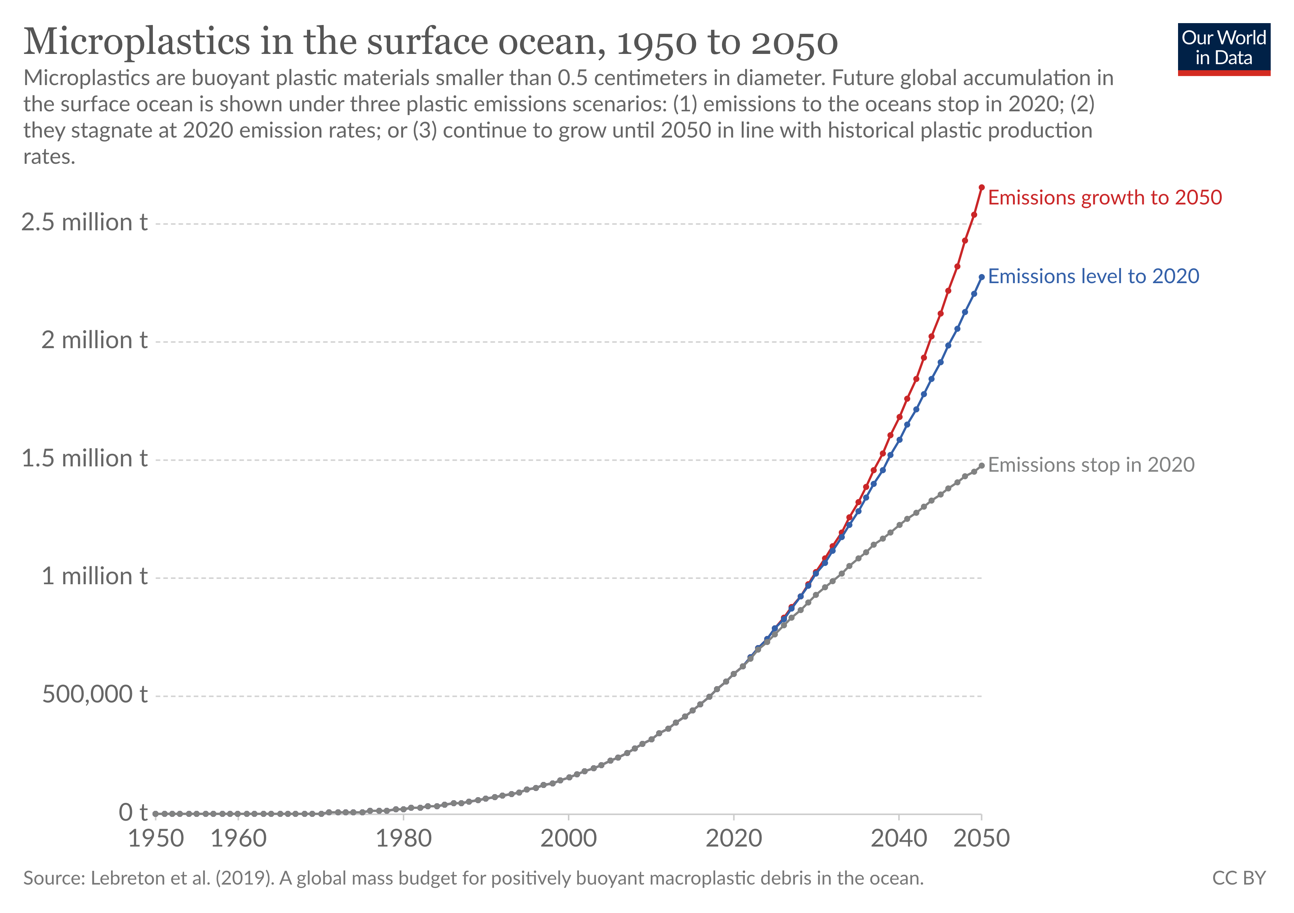 Microplastics in the surface ocean, 1950 to 2050
Our World
in Data
Microplastics are buoyant plastic materials smaller than 0.5 centimeters in diameter. Future global accumulation in
the surface ocean is shown under three plastic emissions scenarios: (1) emissions to the oceans stop in 2020; (2)
they stagnate at 2020 emission rates; or (3) continue to grow until 2050 in line with historical plastic production
rates.
Emissions growth to 2050
2.5 million t
Emissions level to 2020
2 million t
1.5 million t
Emissions stop in 2020
1 million t
500,000 t
0 t
1950 1960 1980 2000 2020 2040 2050
Source: Lebreton et al. (2019). A global mass budget for positively buoyant macroplastic debris in the ocean.
CC BY